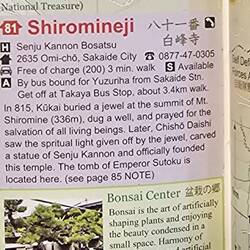 National Treasure)
81 Shiromineji
八十一番
白峰寺
H Senju Kannon Bosatsu
2635 Omi-chō, Sakaide City ☎ 0877-47-0305
Free of charge (200) 3 min. walk S Available
A By bus bound for Yuzunha from Sakaide Stn.
Get off at Takaya Bus Stop, about 3.4km walk.
In 815, Kūkai buried a jewel at the summit of Mt.
Shiromine (336m), dug a well, and prayed for the
salvation of all living beings. Later, Chishō Daishi
saw the spritual light given off by the jewel, carved
a statue of Senju Kannon and officially founded
this temple. The tomb of Emperor Sutoku is
located here. (see page 85 NOTE)
Bonsai Center 盆栽の郷
Bonsai is the art of artificially
shaping plants and enjoying
the beauty condensed in a
small space. Harmony of
Self Def
Forces A